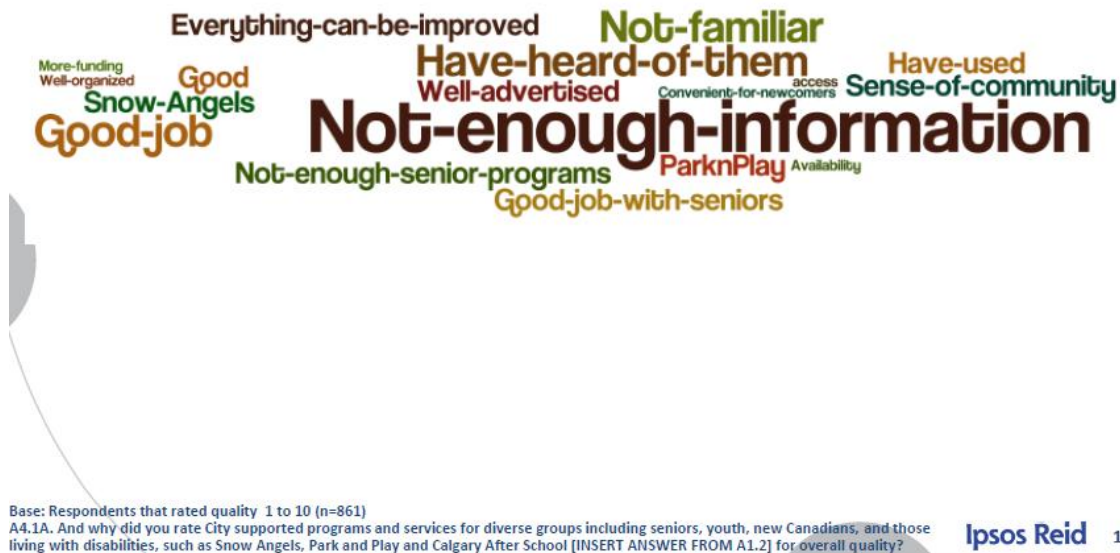 Everything-can-be-improved Not-familiar
More-funding Have-heard-of-them Have-used
Well-organized Good Well-advertised access Sense-of-community
Snow-Angels Convenient-for-newcomers
Good-job Not-enough-information
Not-enough-senior-programs ParknPlay Availability
Good-job-with-seniors
Base: Respondents that rated quality 1 to 10 (n=861)
A4.1A. And why did you rate City supported programs and services for diverse groups including seniors, youth, new Canadians, and those
living with disabilities, such as Snow Angels, Park and Play and Calgary After School [INSERT ANSWER FROM A1.2] for overall quality?
Ipsos Reid